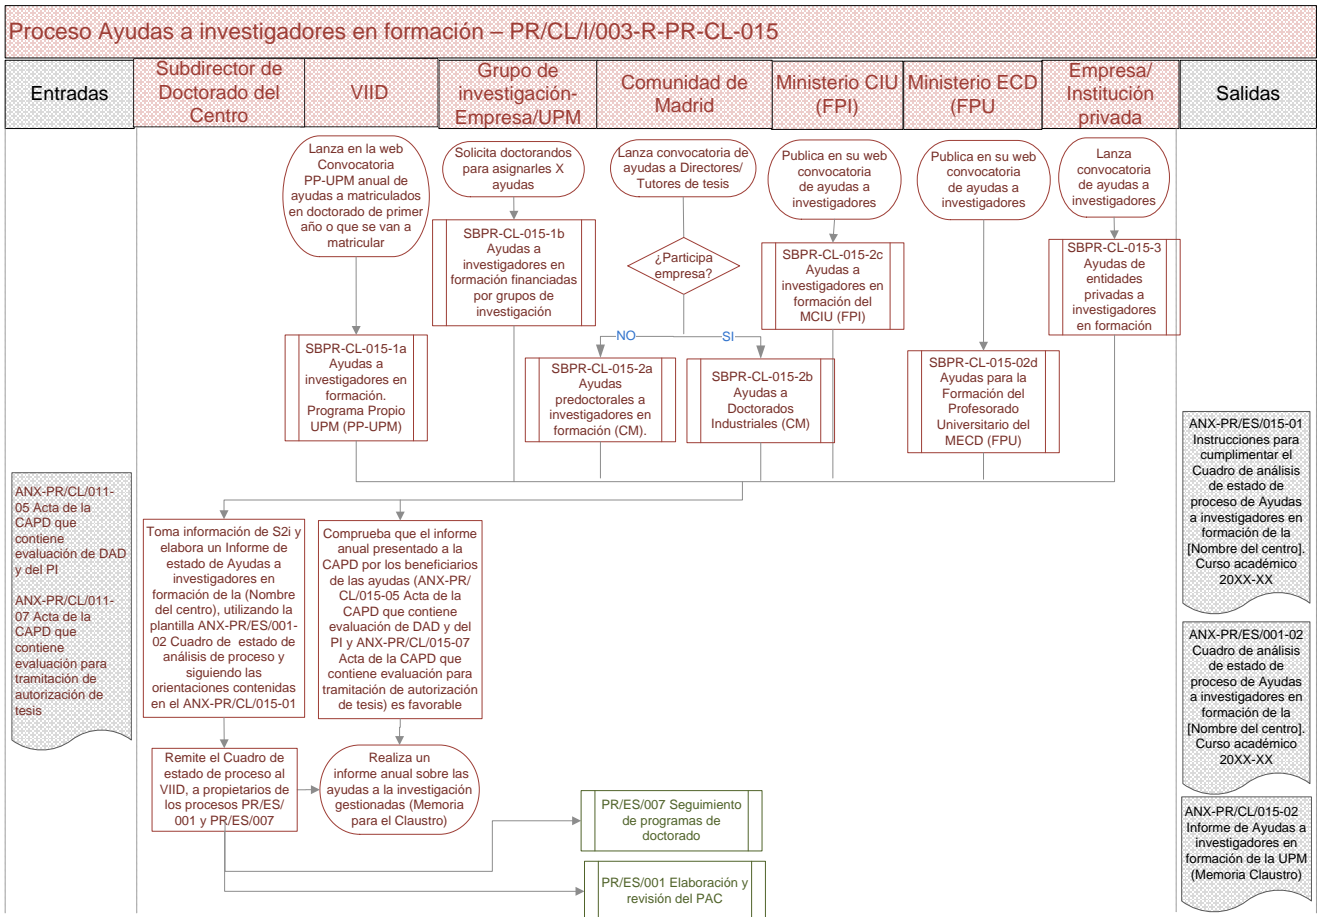 Proceso Ayudas a investigadores en formación – PR/CL/I/003-R-PR-CL-015
Entradas
Subdirector de
Doctorado del
Centro
VIID
Grupo de
investigación-
Empresa/UPM
Comunidad de
Madrid
Ministerio CIU
(FPI)
Ministerio ECD
(FPU)
Empresa/
Institución
privada
Salidas
Lanza en la web
Convocatoria
PP-UPM anual de
ayudas a matriculados
en doctorado de primer
año o que se van a
matricular
Solicita doctorandos
para asignarles X
ayudas
Lanza convocatoria de
ayudas a Directores/
Tutores de tesis
Publica en su web
convocatoria
de ayudas a
investigadores
Publica en su web
convocatoria
de ayudas a
investigadores
Lanza
convocatoria
de ayudas a
investigadores
SBPR-CL-015-1b
Ayudas a
investigadores en
formación financiadas
por grupos de
investigación
¿Participa
empresa?
SBPR-CL-015-2c
Ayudas a
investigadores en
formación del
MCIU (FPI)
SBPR-CL-015-3
Ayudas de
entidades
privadas a
investigadores
en formación
NO
SI
SBPR-CL-015-1a
Ayudas a
investigadores en
formación.
Programa Propio
UPM (PP-UPM)
SBPR-CL-015-2a
Ayudas
predoctorales a
investigadores en
formación (CM).
SBPR-CL-015-2b
Ayudas a
Doctorados
Industriales (CM)
SBPR-CL-015-02d
Ayudas para la
Formación del
Profesorado
Universitario del
MECD (FPU)
ANX-PR/CL/011-
05 Acta de la
CAPD que
contiene
evaluación de DAD
y del PI
ANX-PR/CL/011-
07 Acta de la
CAPD que
contiene
evaluación para
tramitación de
autorización de
tesis
Toma información de S2i y
elabora un Informe de
estado de Ayudas a
investigadores en
formación de la (Nombre
del centro), utilizando la
plantilla ANX-PR/ES/001-
02 Cuadro de  estado de
análisis de proceso y
siguiendo las
orientaciones contenidas
en el ANX-PR/CL/015-01
Comprueba que el informe
anual presentado a la
CAPD por los beneficiarios
de las ayudas (ANX-PR/
CL/015-05 Acta de la
CAPD que contiene
evaluación de DAD y del
PI y ANX-PR/CL/015-07
Acta de la CAPD que
contiene evaluación para
tramitación de autorización
de tesis) es favorable
Remite el Cuadro de
estado de proceso al
VIID, a propietarios de
los procesos PR/ES/
001 y PR/ES/007
Realiza un
informe anual sobre las
ayudas a la investigación
gestionadas (Memoria
para el Claustro)
PR/ES/007 Seguimiento
de programas de
doctorado
PR/ES/001 Elaboración y
revisión del PAC
ANX-PR/ES/015-01
Instrucciones para
cumplimentar el
Cuadro de análisis
de estado de
proceso de Ayudas
a investigadores en
formación de la
[Nombre del centro].
Curso académico
20XX-XX
ANX-PR/ES/001-02
Cuadro de análisis
de estado de
proceso de Ayudas
a investigadores en
formación de la
[Nombre del centro].
Curso académico
20XX-XX
ANX-PR/CL/015-02
Informe de Ayudas a
investigadores en
formación de la UPM
(Memoria Claustro)